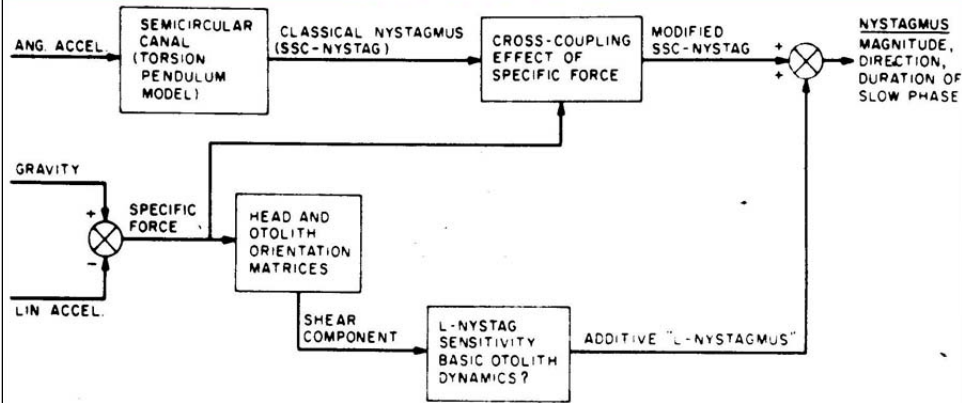 ANG. ACCEL.
SEMICIRCULAR
CANAL
(TORSION
PENDULUM
MODEL)
CLASSICAL NYSTAGMUS
(SSC-NYSTAG)
CROSS-COUPLING
EFFECT OF
SPECIFIC FORCE
MODIFIED
SSC-NYSTAG
+
+
NYSTAGMUS
MAGNITUDE,
DIRECTION,
DURATION OF
SLOW PHASE
GRAVITY
+
−
LIN ACCEL.
SPECIFIC
FORCE
HEAD AND
OTOLITH
ORIENTATION
MATRICES
SHEAR
COMPONENT
L-NYSTAG
SENSITIVITY
BASIC OTOLITH
DYNAMICS?
ADDITIVE "L-NYSTAGMUS"